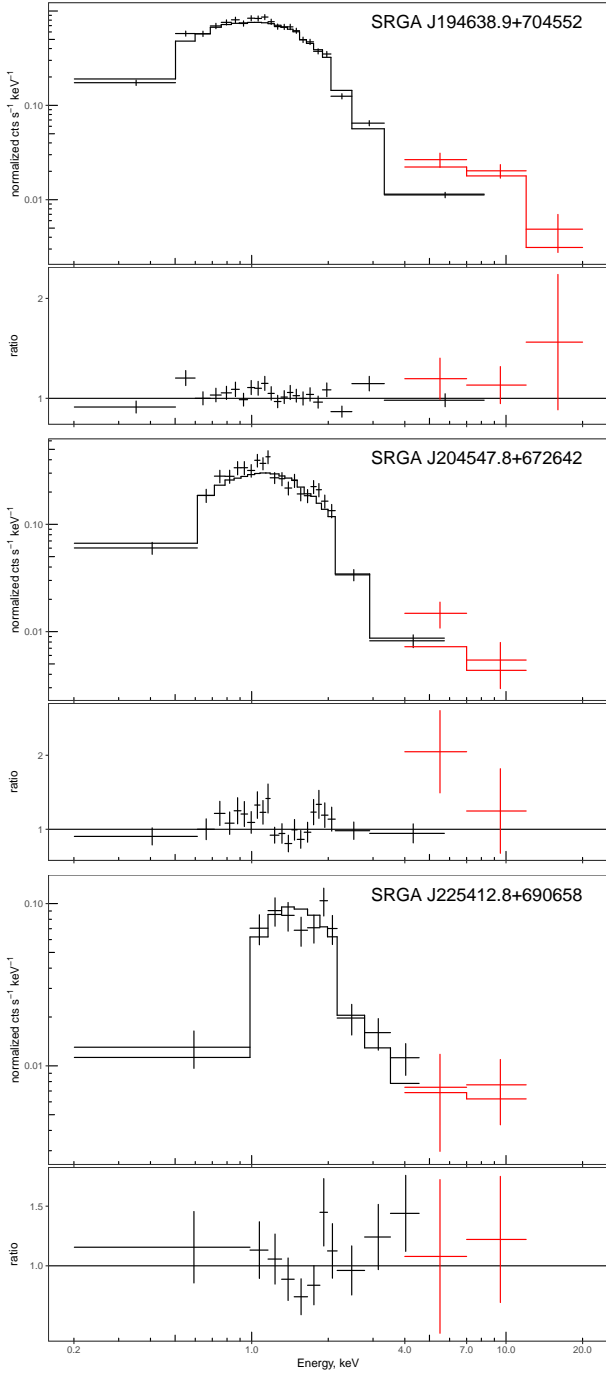 SRGA J194638.9+704552
normalized cts s⁻¹ keV⁻¹
0.10
0.01
ratio
2
1
SRGA J204547.8+672642
normalized cts s⁻¹ keV⁻¹
0.10
0.01
ratio
2
1
SRGA J225412.8+690658
normalized cts s⁻¹ keV⁻¹
0.10
0.01
ratio
1.5
1.0
0.2 1.0 4.0 7.0 10.0 20.0
Energy, keV